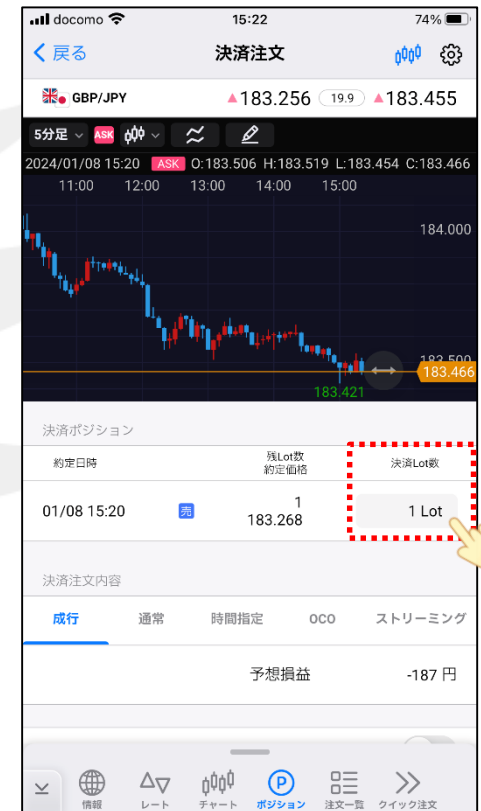 docomo 15:22 74%
戻る 決済注文
GBP/JPY ▲183.256 19.9 ▲183.455
5分足 ASK
2024/01/08 15:20 ASK O:183.506 H:183.519 L:183.454 C:183.466
11:00 12:00 13:00 14:00 15:00
184.000
183.500
183.466
183.421
決済ポジション
約定日時 残Lot数 決済Lot数
約定価格
01/08 15:20 売 1 1 Lot
183.268
決済注文内容
成行 通常 時間指定 OCO ストリーミング
予想損益 -187 円
情報 レート チャート ポジション 注文一覧 クイック注文